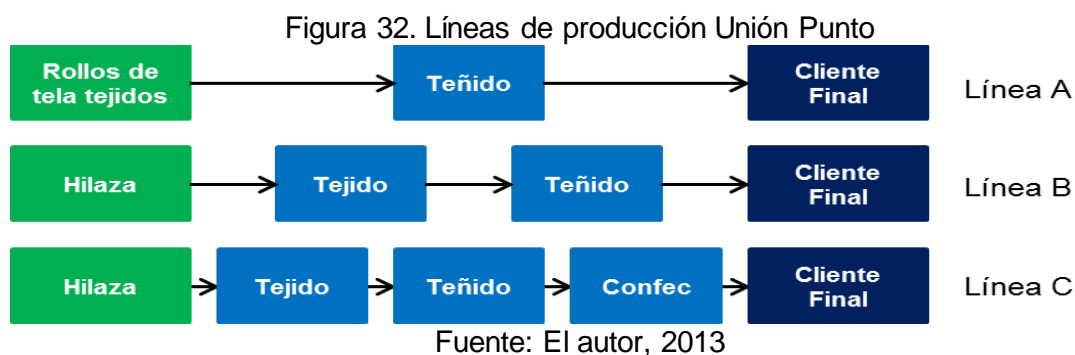 Figura 32. Líneas de producción Unión Punto
Rollos de
tela tejidos
Teñido
Cliente
Final
Línea A
Hilaza
Tejido
Teñido
Cliente
Final
Línea B
Hilaza
Tejido
Teñido
Confec
Cliente
Final
Línea C
Fuente: El autor, 2013